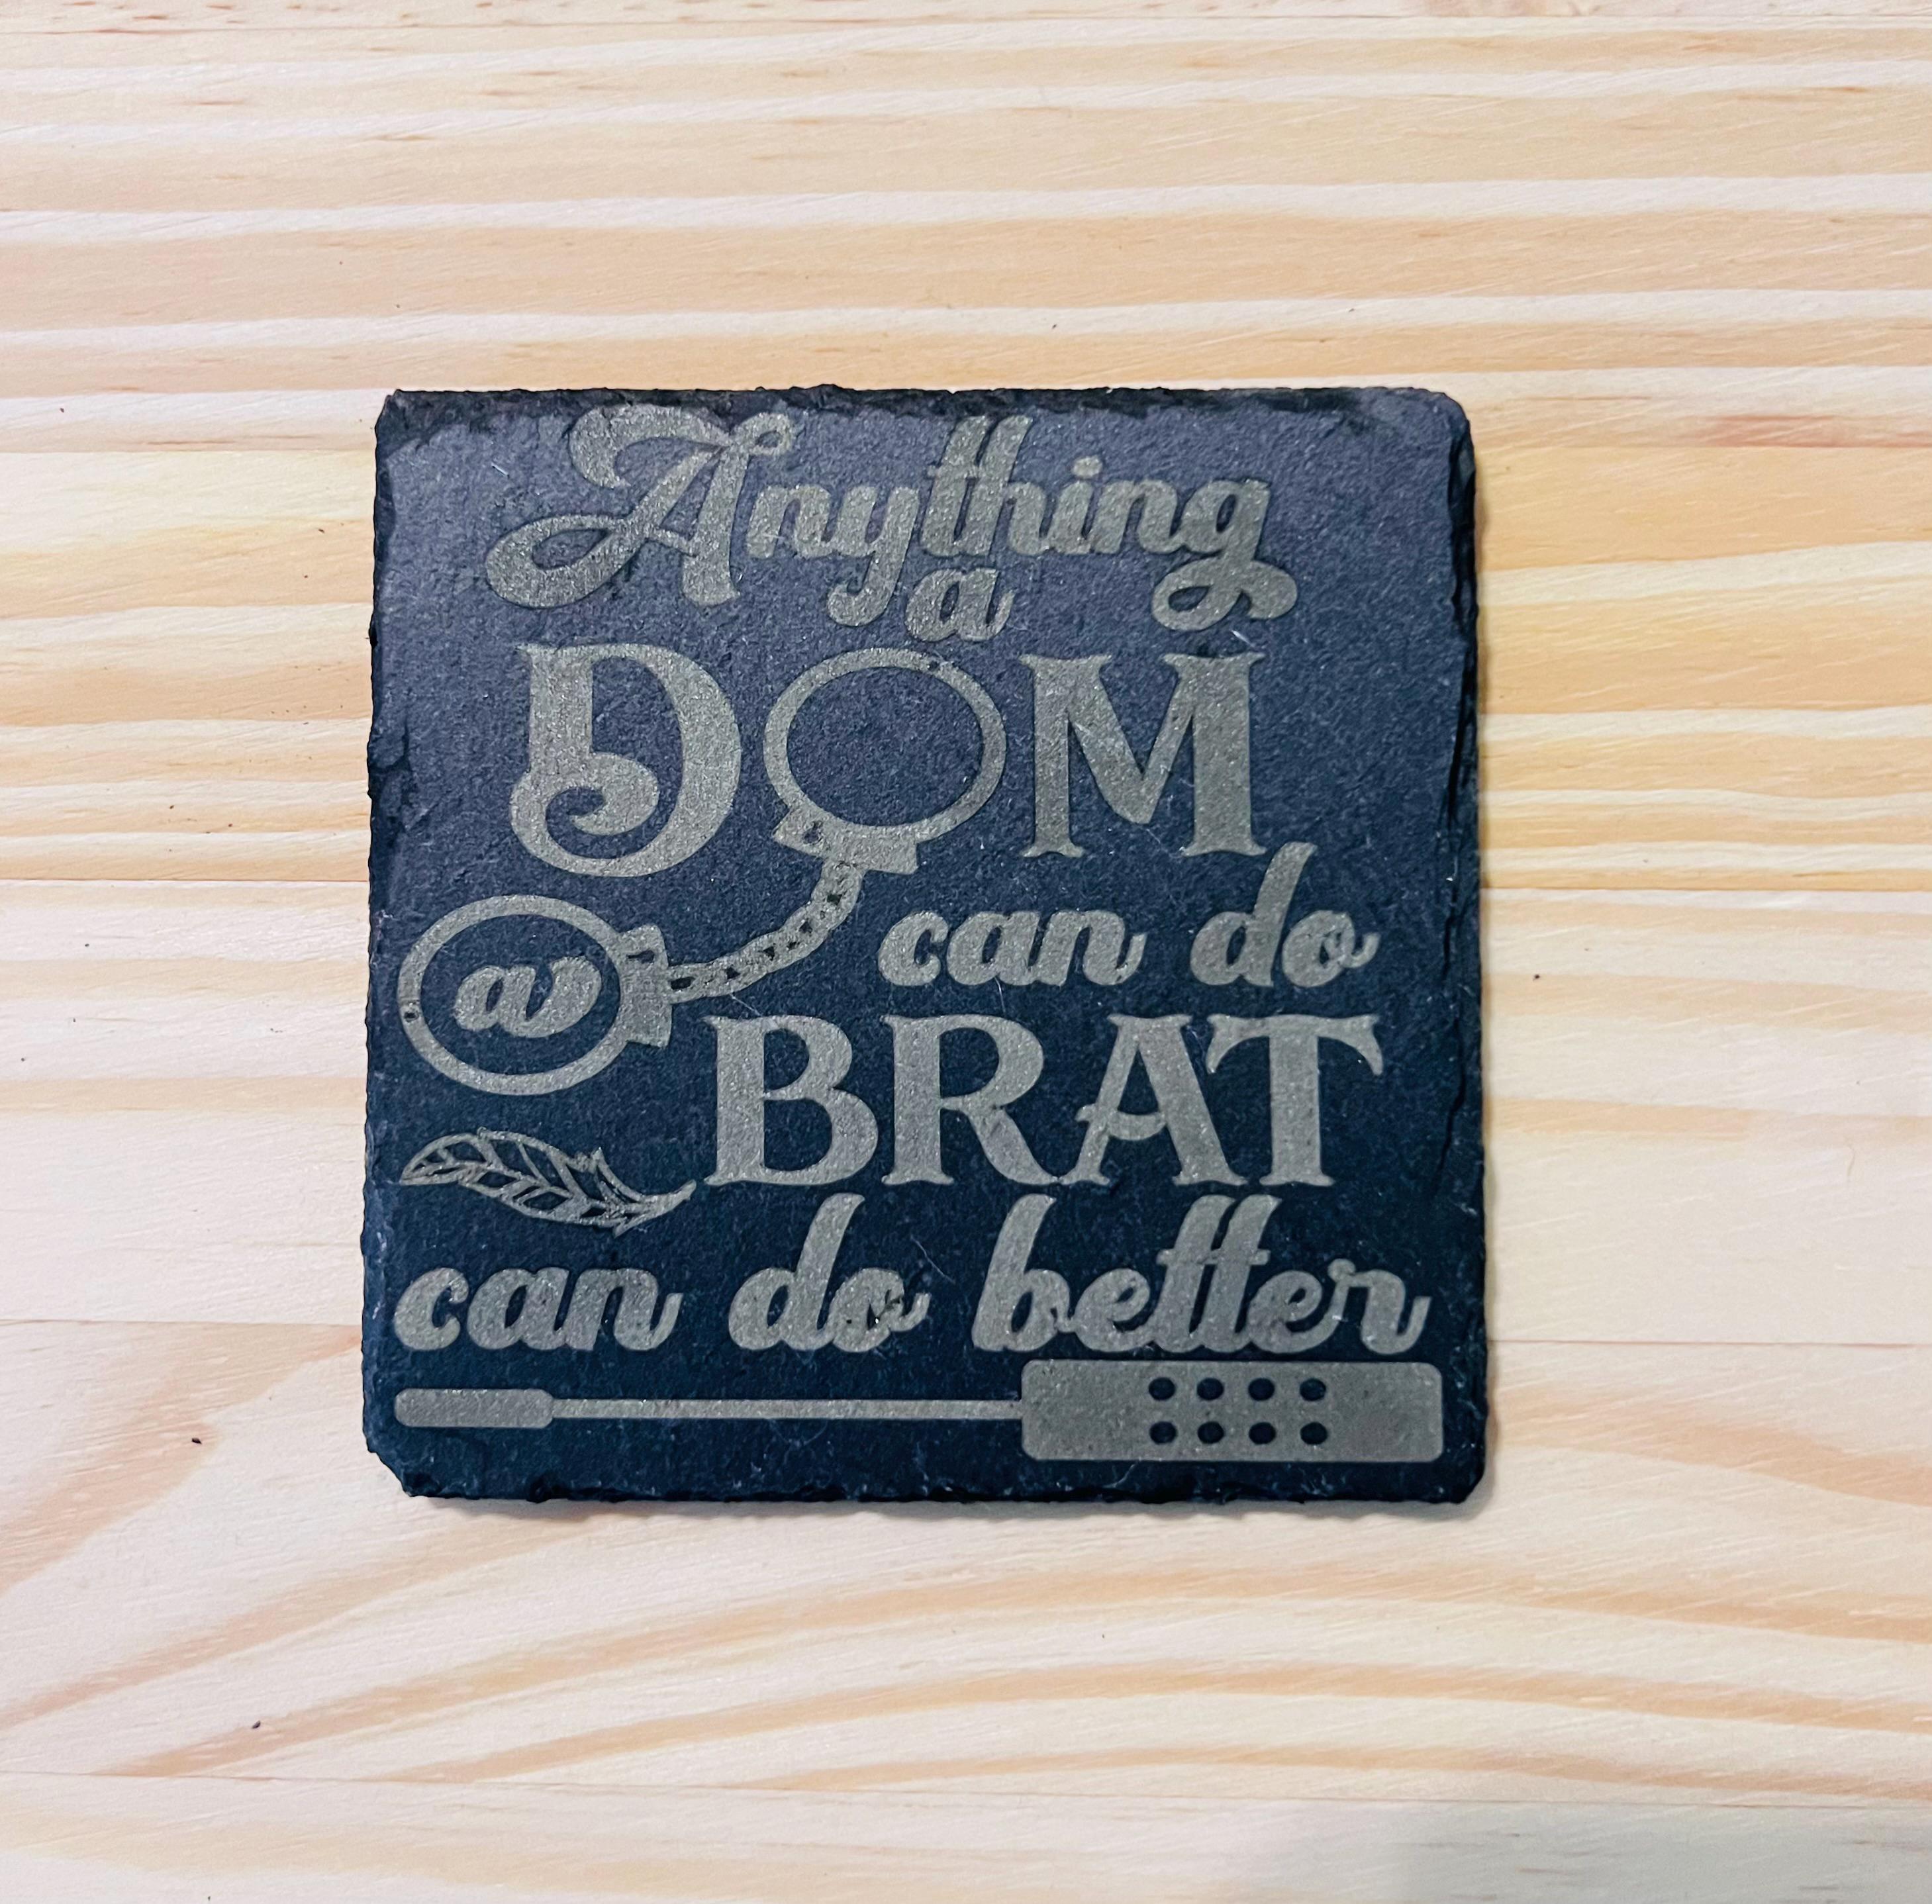 Anything
a
DOM
can do
a
BRAT
can do better